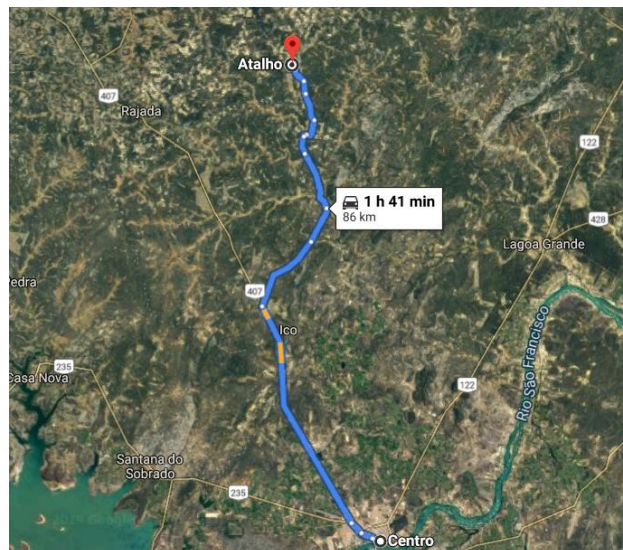 Atalho
407
Rajada
122
1 h 41 min
86 km
428
Lagoa Grande
edra
407
Ico
Rio São Francisco
235
Casa Nova
122
Santana do
Sobrado
235
Centro